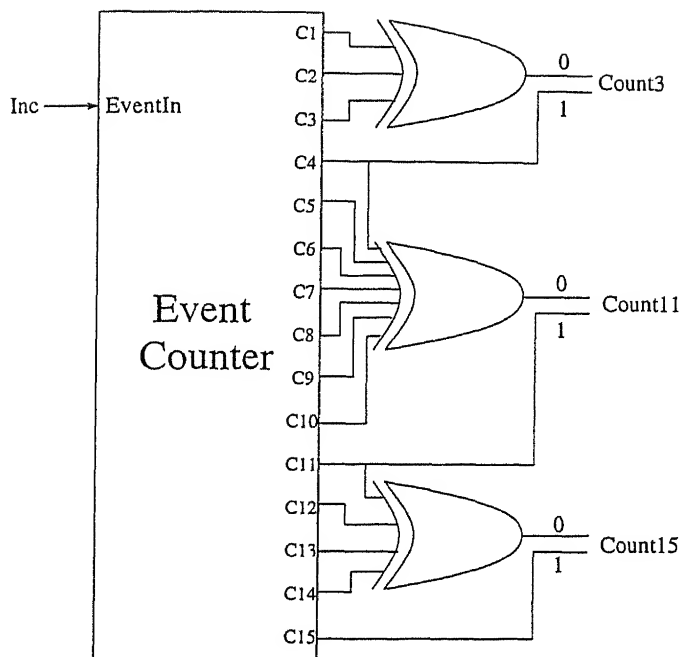 C1
0
C2
Count3
Inc
EventIn
1
C3
C4
C5
C6
0
C7
Event
Count11
1
C8
Counter
C9
C10
C11
C12
0
C13
Count15
1
C14
C15